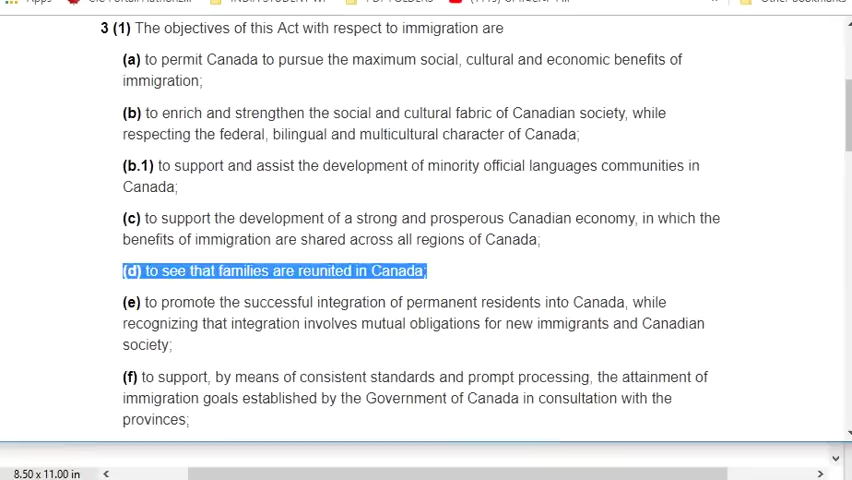 3 (1) The objectives of this Act with respect to immigration are
(a) to permit Canada to pursue the maximum social, cultural and economic benefits of
immigration;
(b) to enrich and strengthen the social and cultural fabric of Canadian society, while
respecting the federal, bilingual and multicultural character of Canada;
(b.1) to support and assist the development of minority official languages communities in
Canada;
(c) to support the development of a strong and prosperous Canadian economy, in which the
benefits of immigration are shared across all regions of Canada;
(d) to see that families are reunited in Canada;
(e) to promote the successful integration of permanent residents into Canada, while
recognizing that integration involves mutual obligations for new immigrants and Canadian
society;
(f) to support, by means of consistent standards and prompt processing, the attainment of
immigration goals established by the Government of Canada in consultation with the
provinces;
8.50 x 11.00 in